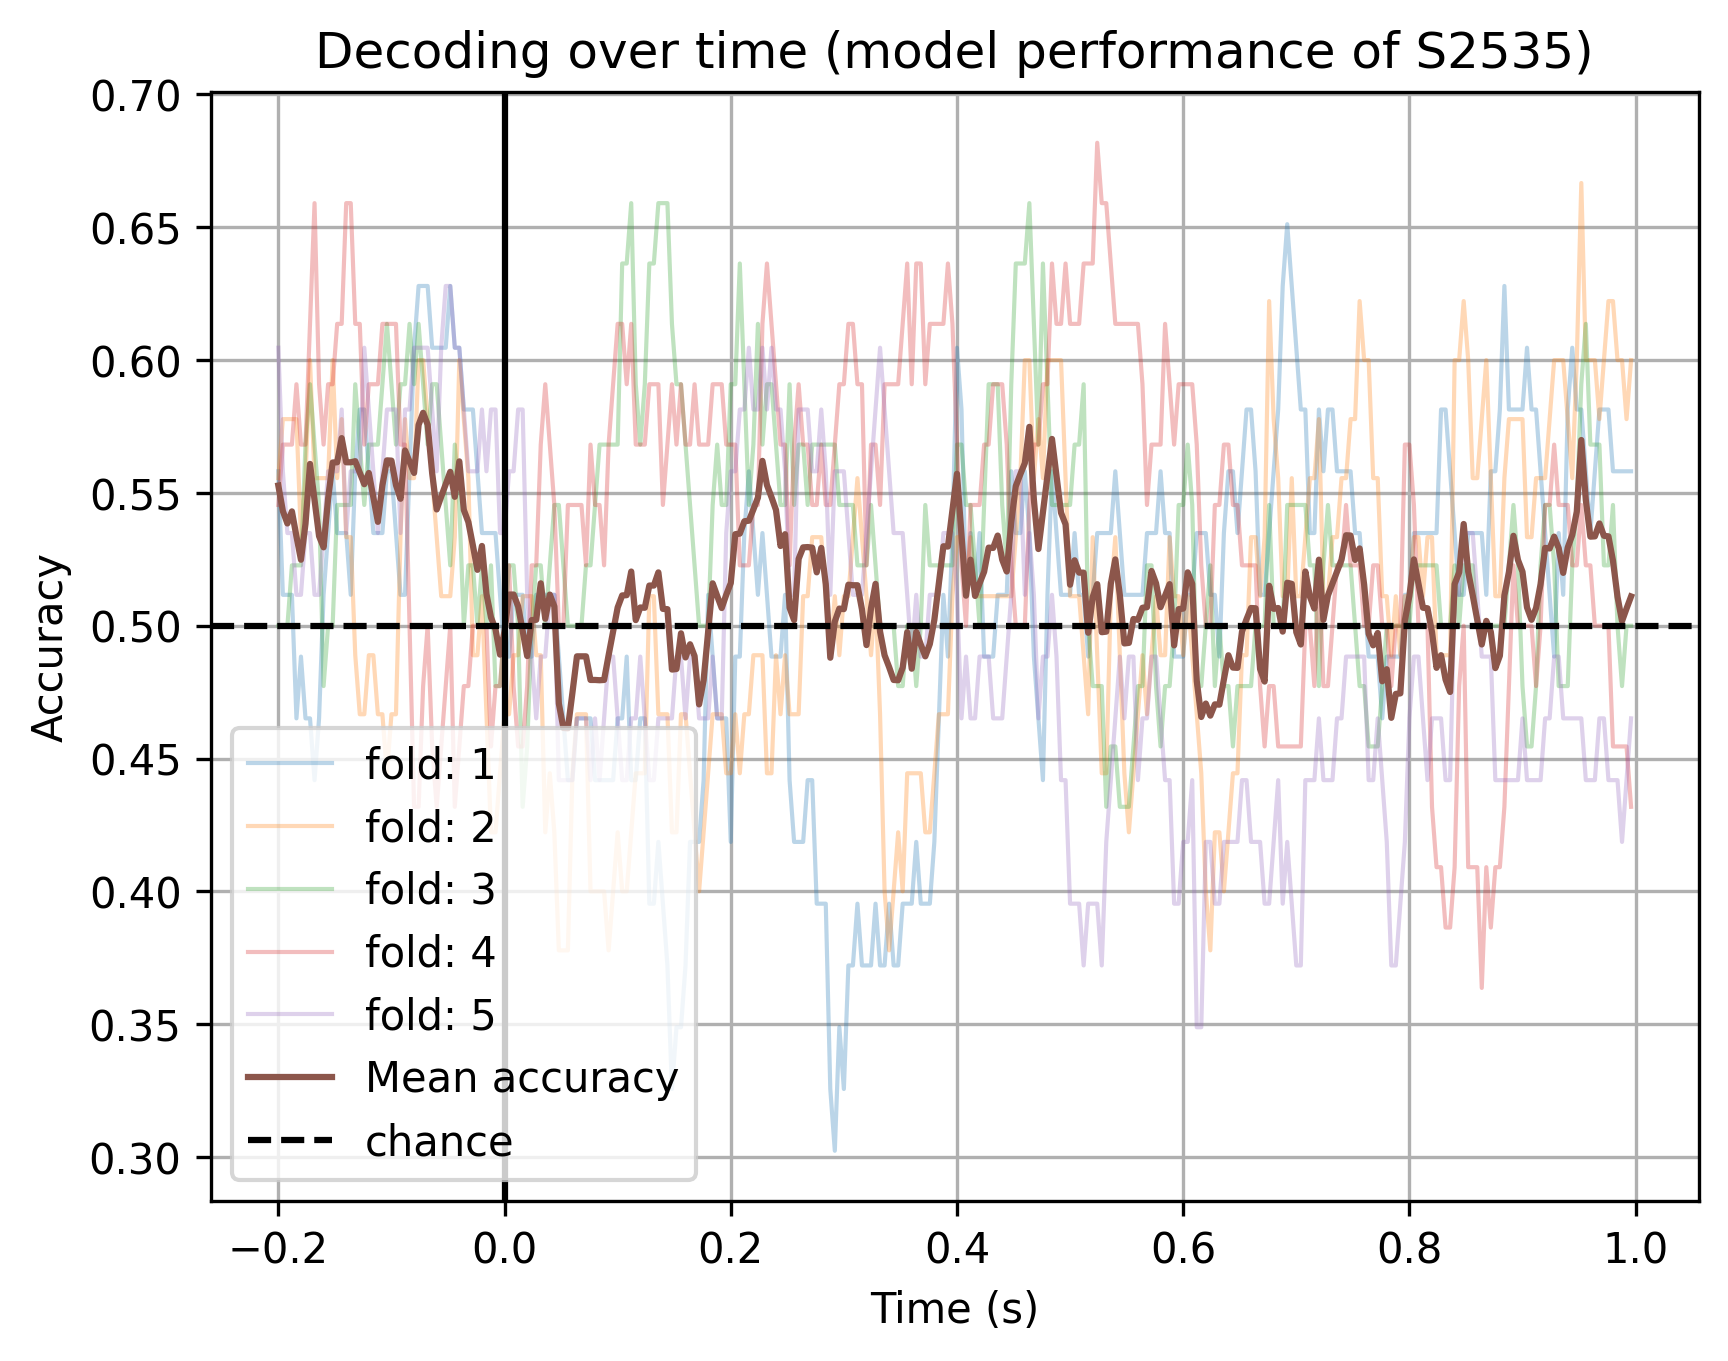 Decoding over time (model performance of S2535)
0.70
0.65
0.60
0.55
0.50
0.45
0.40
0.35
0.30
Accuracy
fold: 1
fold: 2
fold: 3
fold: 4
fold: 5
Mean accuracy
chance
−0.2 0.0 0.2 0.4 0.6 0.8 1.0
Time (s)